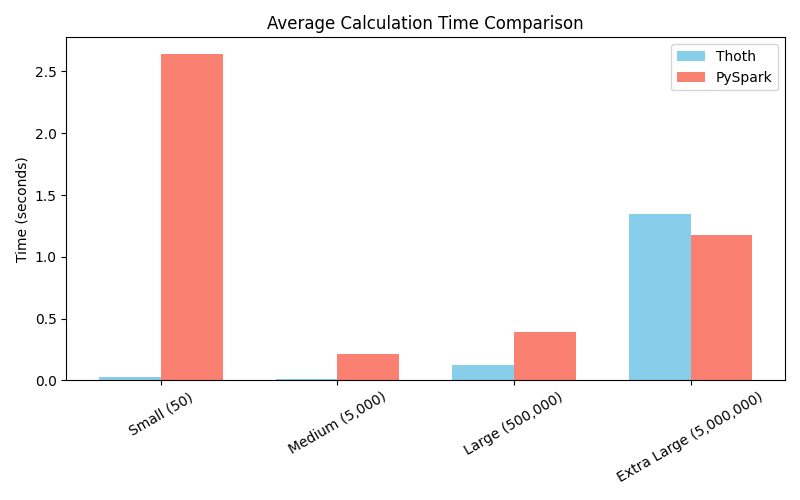 Average Calculation Time Comparison
Thoth
PySpark
Time (seconds)
2.5
2.0
1.5
1.0
0.5
0.0
Small (50)
Medium (5,000)
Large (500,000)
Extra Large (5,000,000)